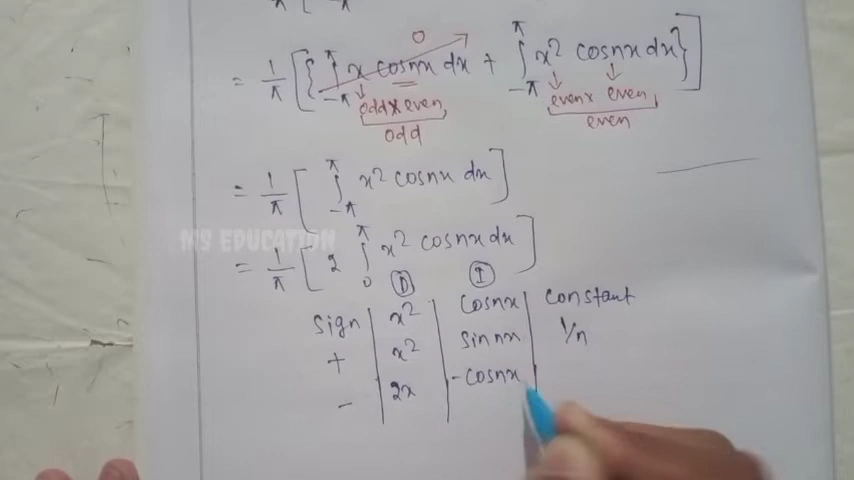 π [ -π
= 1/π [ { ∫_{-π}^{π} x cosnx dx + ∫_{-π}^{π} x² cosnx dx } ]
0
odd x even
odd
even x even
even
= 1/π [ ∫_{-π}^{π} x² cosnx dx ]
MS EDUCATION
= 1/π [ 2 ∫_{0}^{π} x² cosnx dx ]
D I
sign | x² | cosnx | constant
+ | x² | sinnx | 1/n
- | 2x | -cosnx |